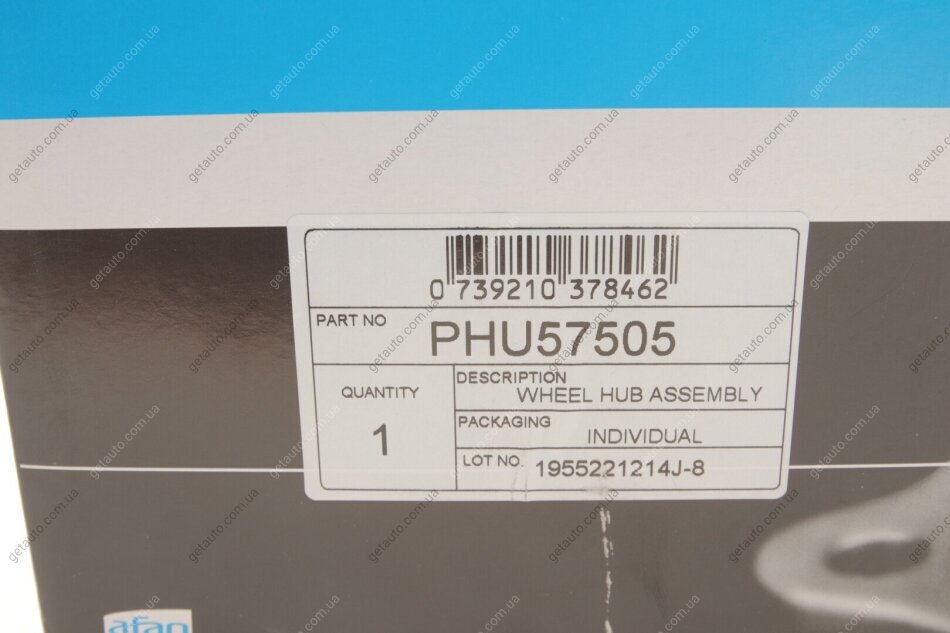 0 739210 378462
PART NO
PHU57505
QUANTITY
1
DESCRIPTION
WHEEL HUB ASSEMBLY
PACKAGING
INDIVIDUAL
LOT NO.
1955221214J-8
getauto.com.ua